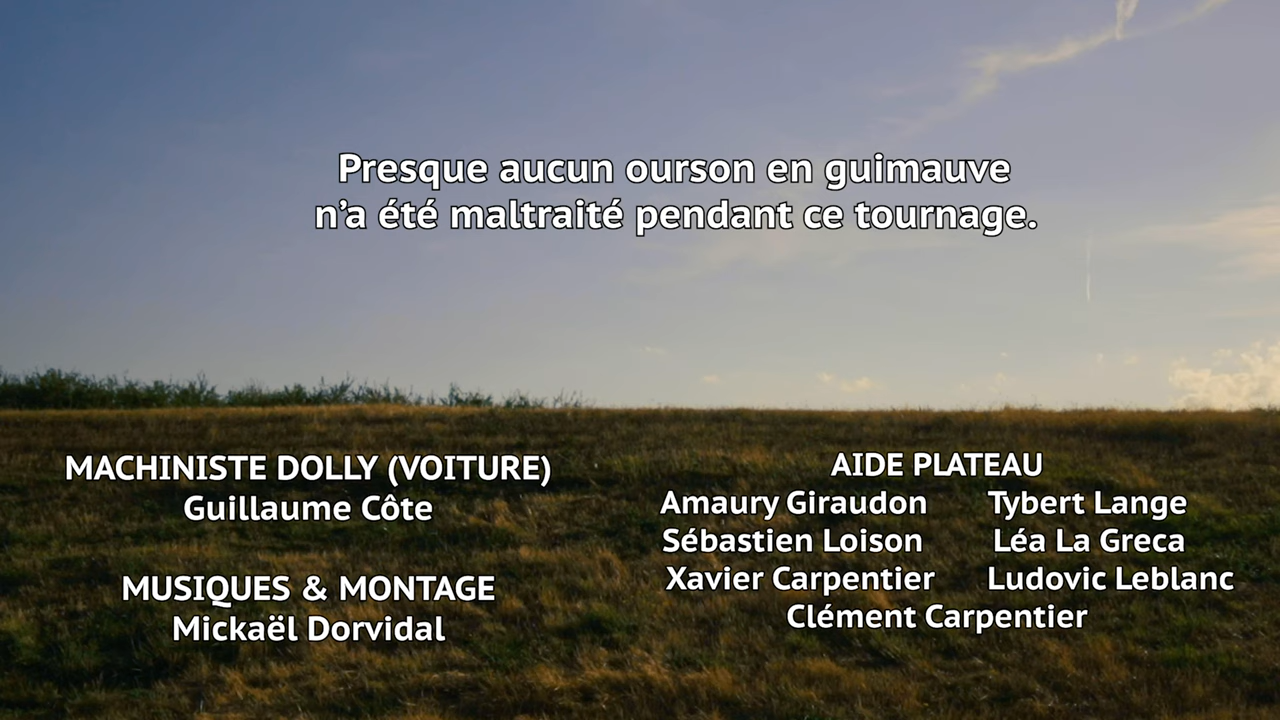 Presque aucun ourson en guimauve
n’a été maltraité pendant ce tournage.
MACHINISTE DOLLY (VOITURE)
Guillaume Côte
MUSIQUES & MONTAGE
Mickaël Dorvidal
AIDE PLATEAU
Amaury Giraudon Tybert Lange
Sébastien Loison Léa La Greca
Xavier Carpentier Ludovic Leblanc
Clément Carpentier